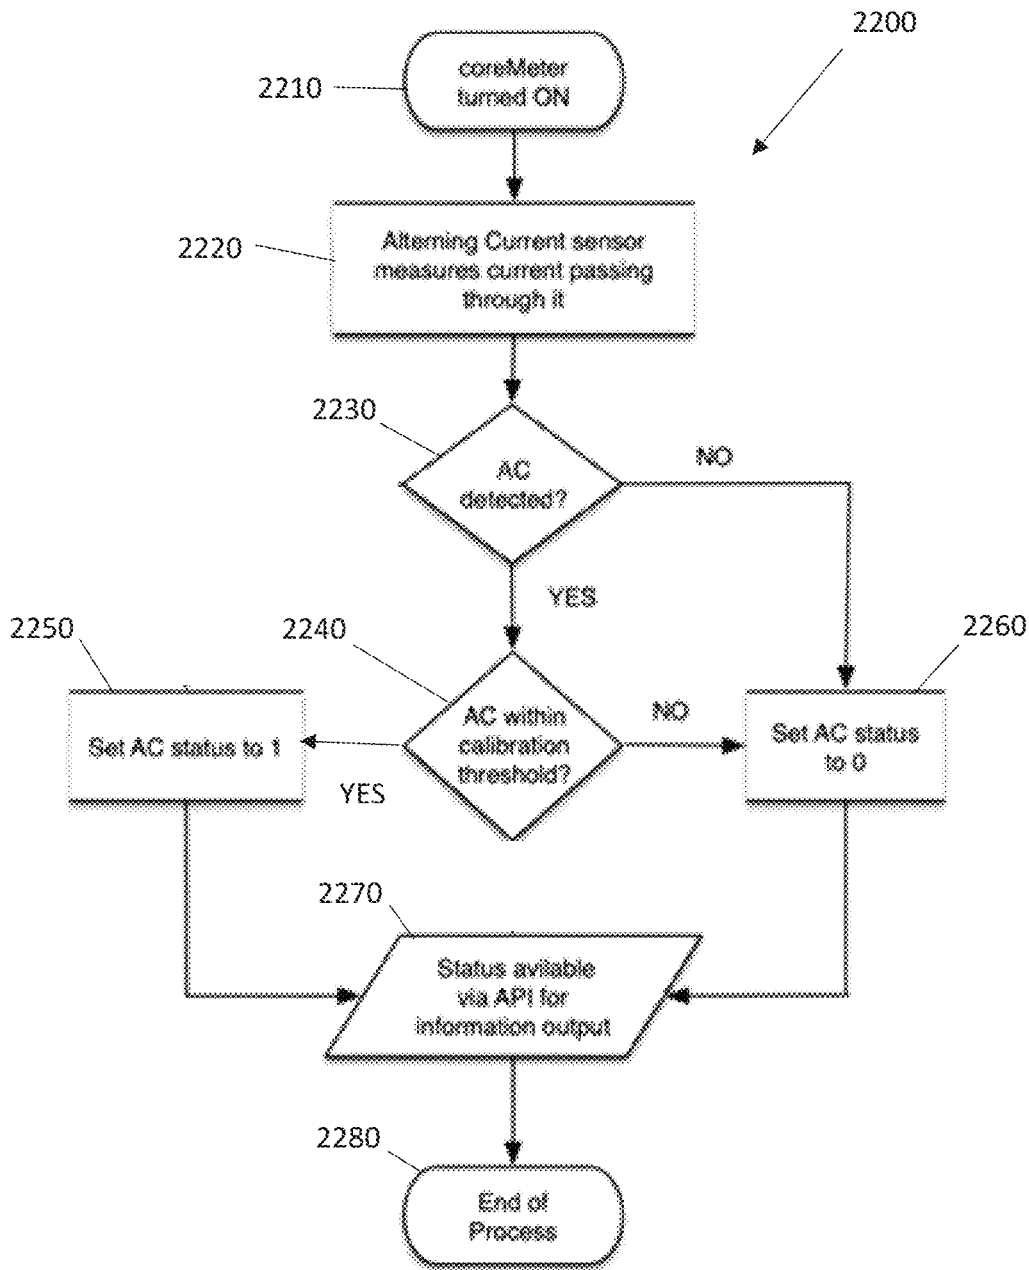 2200
2210
coreMeter
turned ON
2220
Alterning Current sensor
measures current passing
through it
2230
AC
detected?
NO
YES
2250
2240
2260
Set AC status to 1
AC within
calibration
threshold?
NO
Set AC status
to 0
YES
2270
Status avilable
via API for
information output
2280
End of
Process